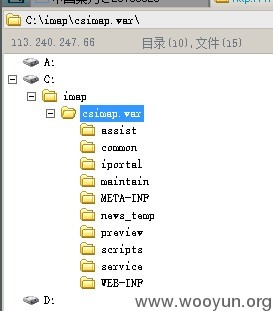 C:\imap\csimap.war\
113.240.247.66 目录(10),文件(15)
A:
C:
imap
csimap.war
assist
common
iportal
maintain
META-INF
news_temp
preview
scripts
service
WEB-INF
D:
www.wooyun.org